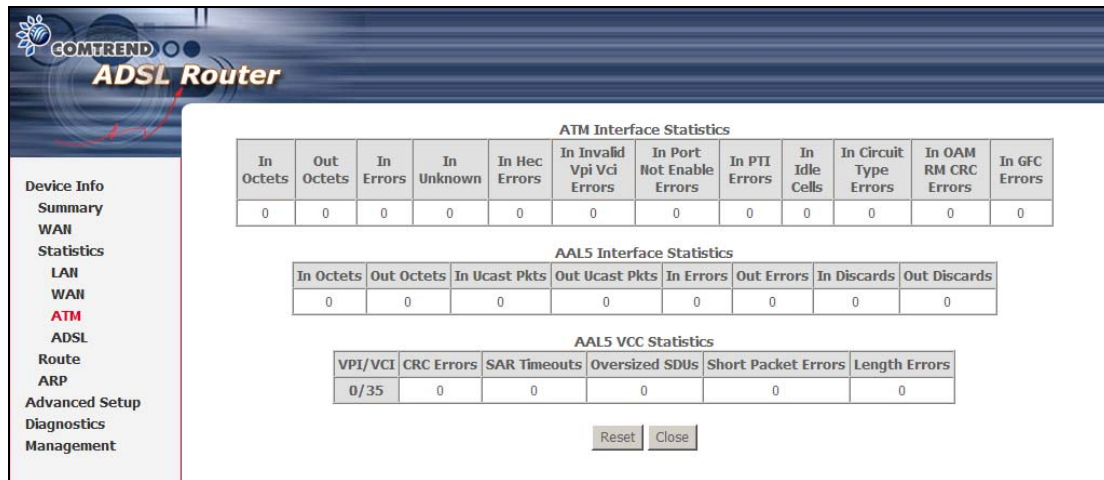 COMTREND
ADSL Router
Device Info
Summary
WAN
Statistics
LAN
WAN
ATM
ADSL
Route
ARP
Advanced Setup
Diagnostics
Management
ATM Interface Statistics
In Octets Out Octets In Errors In Unknown In Hec Errors In Invalid Vpi Vci Errors In Port Not Enable Errors In PTI Errors In Idle Cells In Circuit Type Errors In OAM RM CRC Errors In GFC Errors
0 0 0 0 0 0 0 0 0 0 0 0
AAL5 Interface Statistics
In Octets Out Octets In Ucast Pkts Out Ucast Pkts In Errors Out Errors In Discards Out Discards
0 0 0 0 0 0 0 0
AAL5 VCC Statistics
VPI/VCI CRC Errors SAR Timeouts Oversized SDUs Short Packet Errors Length Errors
0/35 0 0 0 0 0
Reset Close